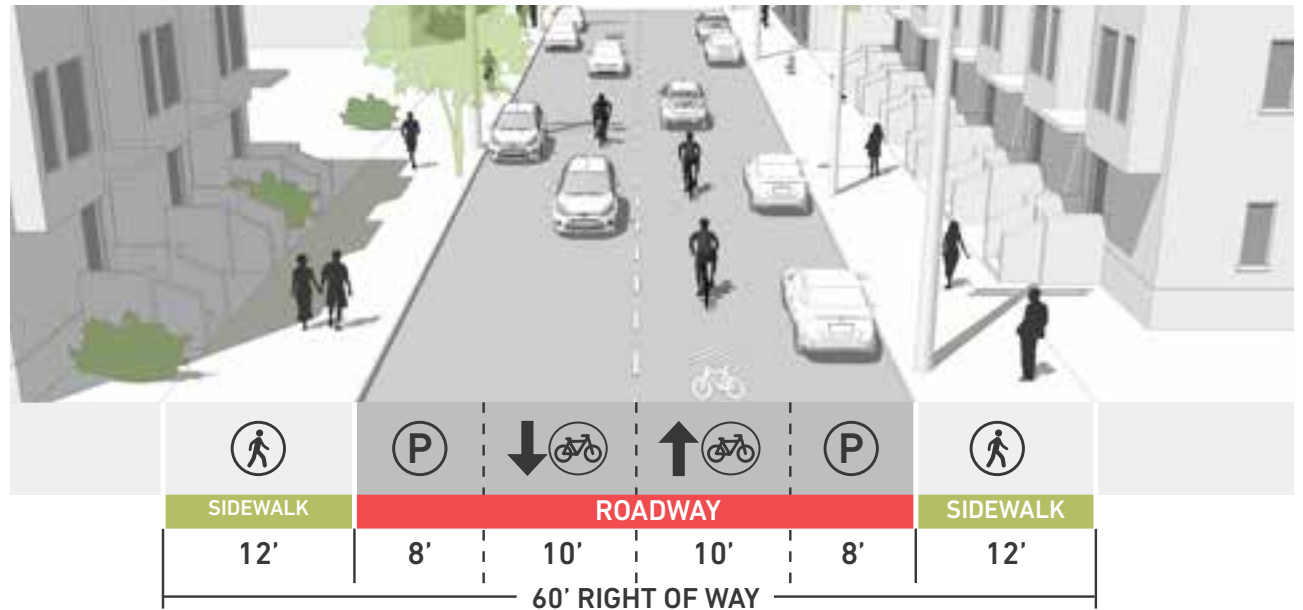 P P
SIDEWALK ROADWAY SIDEWALK
12’ 8’ 10’ 10’ 8’ 12’
60’ RIGHT OF WAY